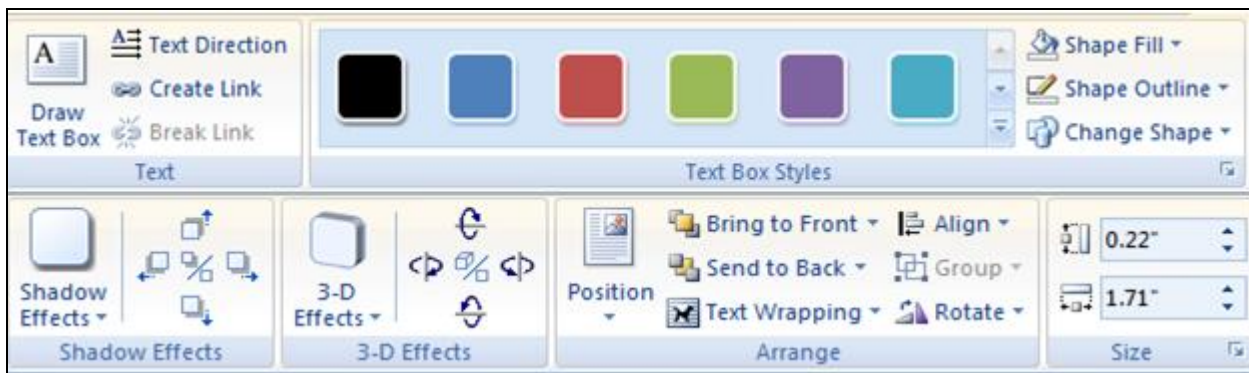 A
Text Direction
Create Link
Break Link
Draw
Text Box
Text
Shape Fill
Shape Outline
Change Shape
Text Box Styles
Shadow
Effects
Shadow Effects
3-D
Effects
3-D Effects
Position
Bring to Front
Send to Back
Text Wrapping
Align
Group
Rotate
Arrange
0.22"
1.71"
Size